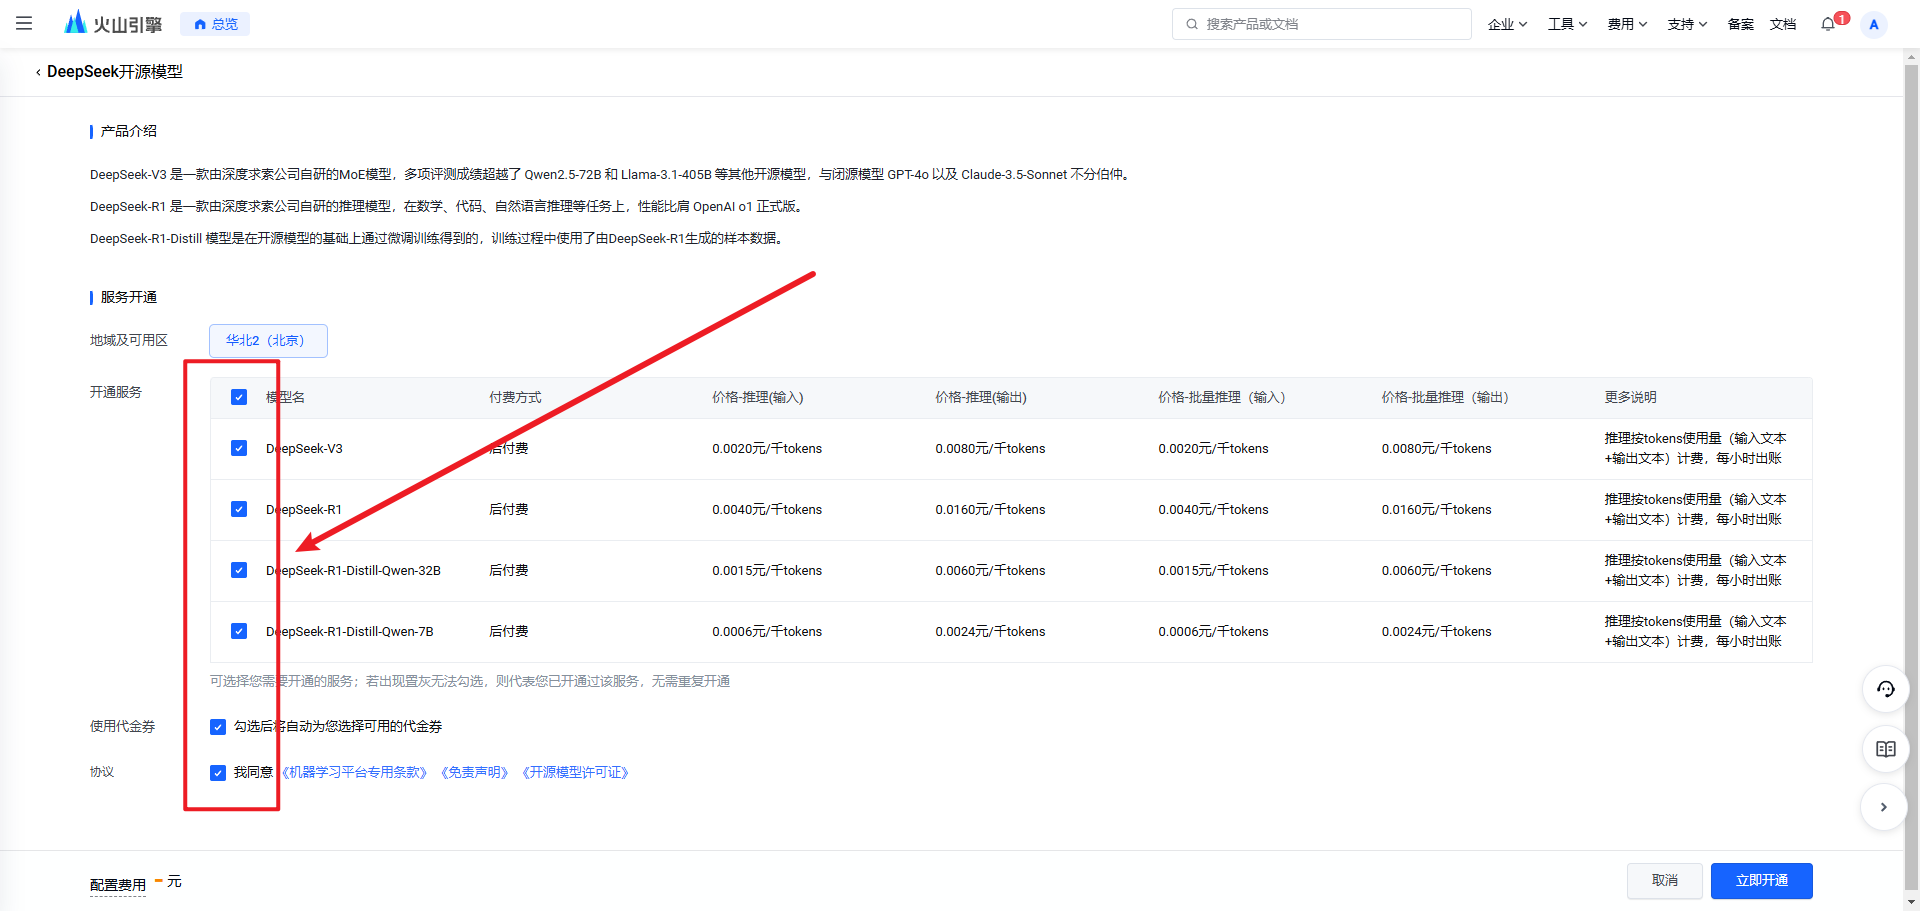 火山引擎
总览
搜索产品或文档
企业
工具
费用
支持
备案
文档
1
A
DeepSeek开源模型
产品介绍
DeepSeek-V3 是一款由深度求索公司自研的MoE模型，多项评测成绩超越了 Qwen2.5-72B 和 Llama-3.1-405B 等其他开源模型，与闭源模型 GPT-4o 以及 Claude-3.5-Sonnet 不分伯仲。
DeepSeek-R1 是一款由深度求索公司自研的推理模型，在数学、代码、自然语言推理等任务上，性能比肩 OpenAI o1 正式版。
DeepSeek-R1-Distill 模型是在开源模型的基础上通过微调训练得到的，训练过程中使用了由DeepSeek-R1生成的样本数据。
服务开通
地域及可用区
华北2（北京）
开通服务
模型名 付费方式 价格-推理(输入) 价格-推理(输出) 价格-批量推理（输入） 价格-批量推理（输出） 更多说明
DeepSeek-V3 后付费 0.0020元/千tokens 0.0080元/千tokens 0.0020元/千tokens 0.0080元/千tokens 推理按tokens使用量（输入文本
+输出文本）计费，每小时出账
DeepSeek-R1 后付费 0.0040元/千tokens 0.0160元/千tokens 0.0040元/千tokens 0.0160元/千tokens 推理按tokens使用量（输入文本
+输出文本）计费，每小时出账
DeepSeek-R1-Distill-Qwen-32B 后付费 0.0015元/千tokens 0.0060元/千tokens 0.0015元/千tokens 0.0060元/千tokens 推理按tokens使用量（输入文本
+输出文本）计费，每小时出账
DeepSeek-R1-Distill-Qwen-7B 后付费 0.0006元/千tokens 0.0024元/千tokens 0.0006元/千tokens 0.0024元/千tokens 推理按tokens使用量（输入文本
+输出文本）计费，每小时出账
可选择您需要开通的服务；若出现置灰无法勾选，则代表您已开通过该服务，无需重复开通
使用代金券
勾选后将自动为您选择可用的代金券
协议
我同意《机器学习平台专用条款》《免责声明》《开源模型许可证》
配置费用 - 元
取消
立即开通